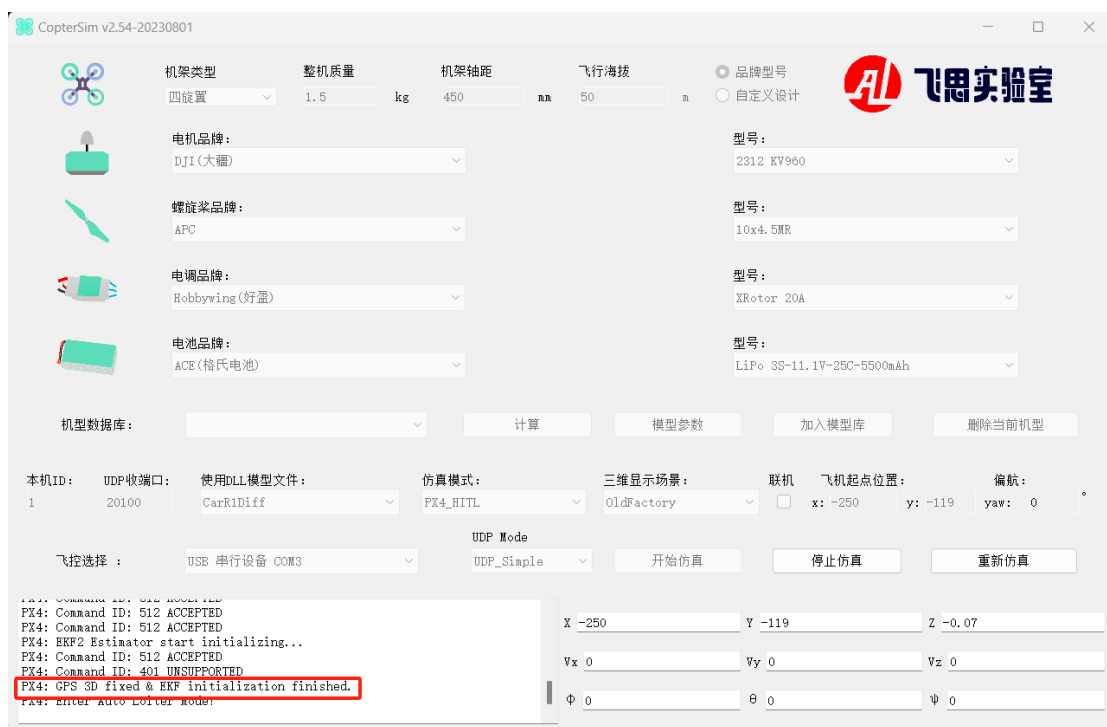 CopterSim v2.54-20230801
机架类型 整机质量 机架轴距 飞行海拔 品牌型号
四旋翼 1.5 kg 450 mm 50 m 自定义设计
飞思实验室
电机品牌： 型号：
DJI(大疆) 2312 KV960
螺旋桨品牌： 型号：
APC 10x4.5MR
电调品牌： 型号：
Hobbywing(好盈) XRotor 20A
电池品牌： 型号：
ACE(格氏电池) LiPo 3S-11.1V-25C-5500mAh
机型数据库： 计算 模型参数 加入模型库 删除当前机型
本机ID： UDP收端口： 使用DLL模型文件： 仿真模式： 三维显示场景： 联机 飞机起点位置： 偏航：
1 20100 CarR1Diff PX4_HITL OldFactory x: -250 y: -119 yaw: 0 °
UDP Mode
飞控选择 ： USB 串行设备 COM3 UDP_Simple 开始仿真 停止仿真 重新仿真
PX4: Command ID: 512 ACCEPTED
PX4: Command ID: 512 ACCEPTED
PX4: Command ID: 512 ACCEPTED
PX4: EKF2 Estimator start initializing...
PX4: Command ID: 512 ACCEPTED
PX4: Command ID: 401 UNSUPPORTED
PX4: GPS 3D fixed & EKF initialization finished.
PX4: Enter Auto Loiter Mode!
X -250 Y -119 Z -0.07
Vx 0 Vy 0 Vz 0
Φ 0 θ 0 ψ 0